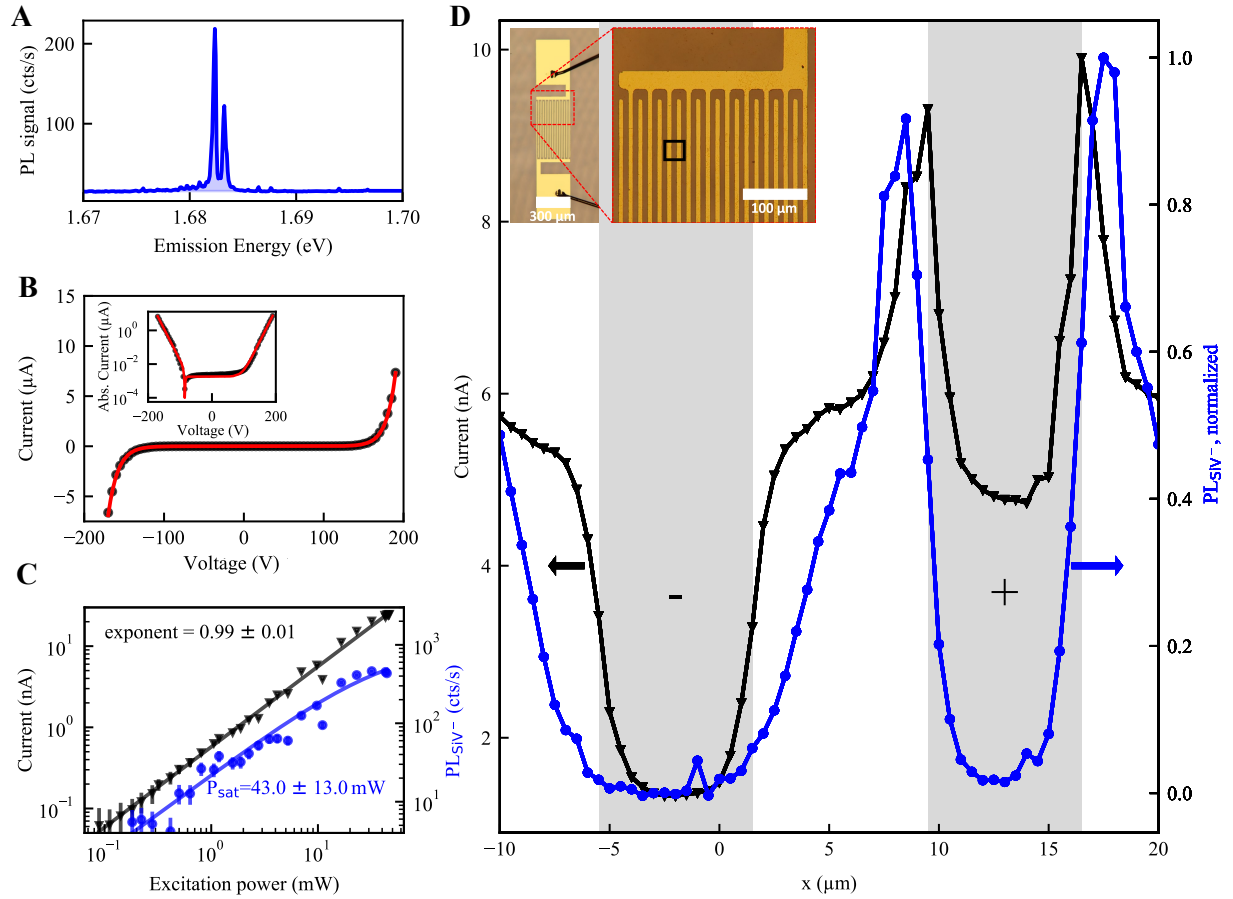 A
PL signal (cts/s)
200
100
1.67
1.68
1.69
1.70
Emission Energy (eV)
B
Current (μA)
15
10
5
0
−5
−200
−100
0
100
200
Voltage (V)
Abs. Current (μA)
10⁰
10⁻²
10⁻⁴
−200
0
200
Voltage (V)
C
Current (nA)
10¹
10⁰
10⁻¹
exponent = 0.99 ± 0.01
P_sat=43.0 ± 13.0 mW
10³
10²
10¹
PL_SiV⁻ (cts/s)
10⁻¹
10⁰
10¹
Excitation power (mW)
D
Current (nA)
10
8
6
4
2
300 μm
100 μm
-
+
1.0
0.8
0.6
0.4
0.2
0.0
PL_SiV⁻, normalized
−10
−5
0
5
10
15
20
x (μm)